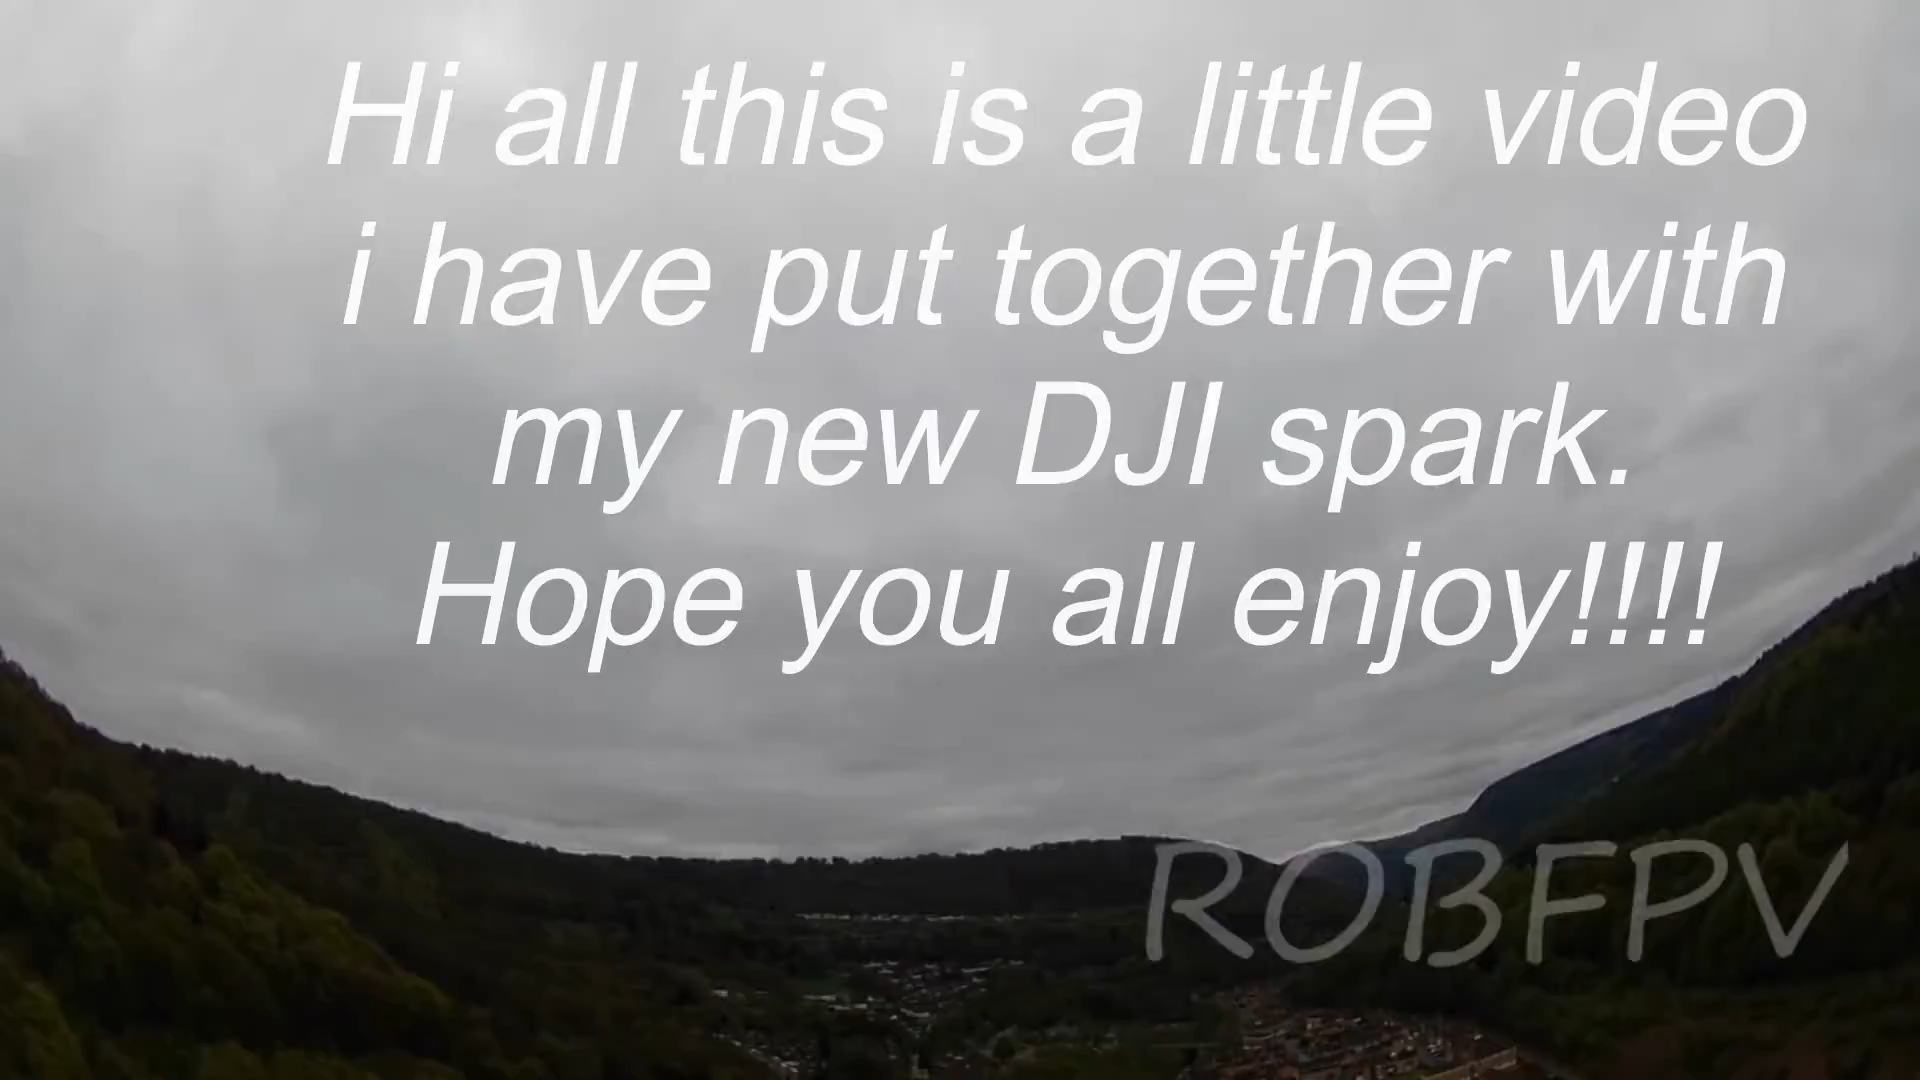 Hi all this is a little video
i have put together with
my new DJI spark.
Hope you all enjoy!!!!
ROBFPV